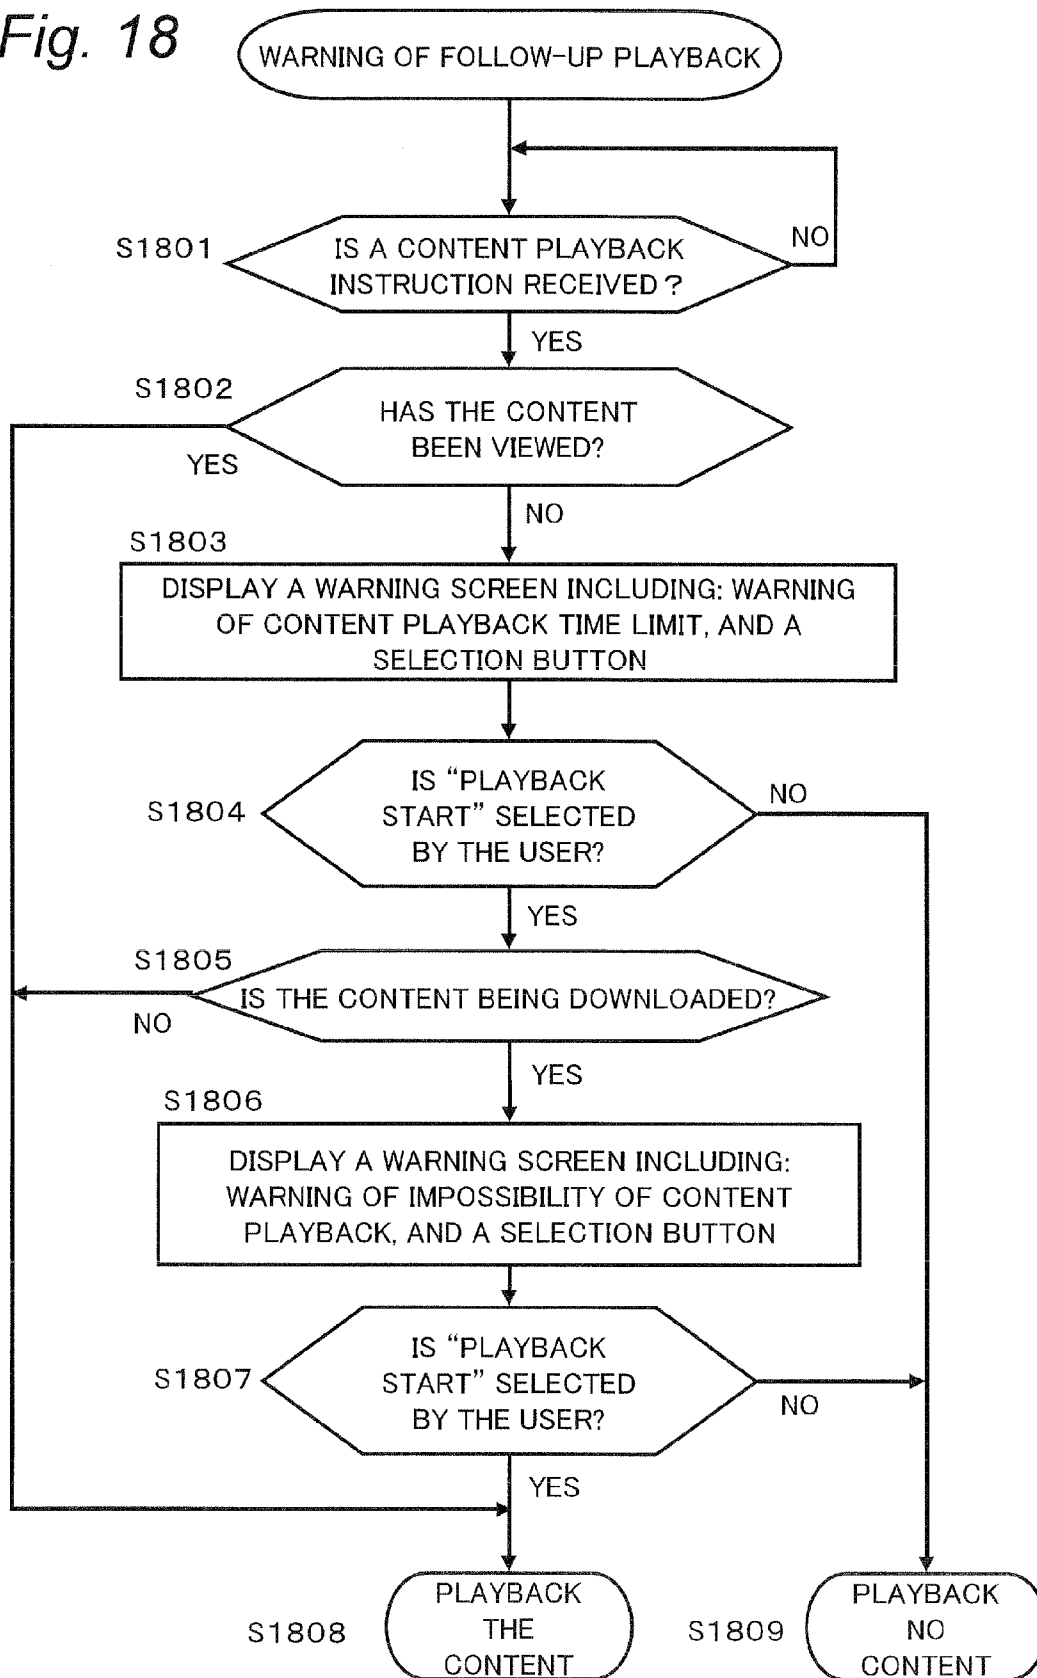 Fig. 18
WARNING OF FOLLOW-UP PLAYBACK
S1801
IS A CONTENT PLAYBACK
INSTRUCTION RECEIVED ?
NO
YES
S1802
HAS THE CONTENT
BEEN VIEWED?
YES
NO
S1803
DISPLAY A WARNING SCREEN INCLUDING: WARNING
OF CONTENT PLAYBACK TIME LIMIT, AND A
SELECTION BUTTON
S1804
IS “PLAYBACK
START” SELECTED
BY THE USER?
NO
YES
S1805
IS THE CONTENT BEING DOWNLOADED?
NO
YES
S1806
DISPLAY A WARNING SCREEN INCLUDING:
WARNING OF IMPOSSIBILITY OF CONTENT
PLAYBACK, AND A SELECTION BUTTON
S1807
IS “PLAYBACK
START” SELECTED
BY THE USER?
NO
YES
S1808
PLAYBACK
THE
CONTENT
S1809
PLAYBACK
NO
CONTENT